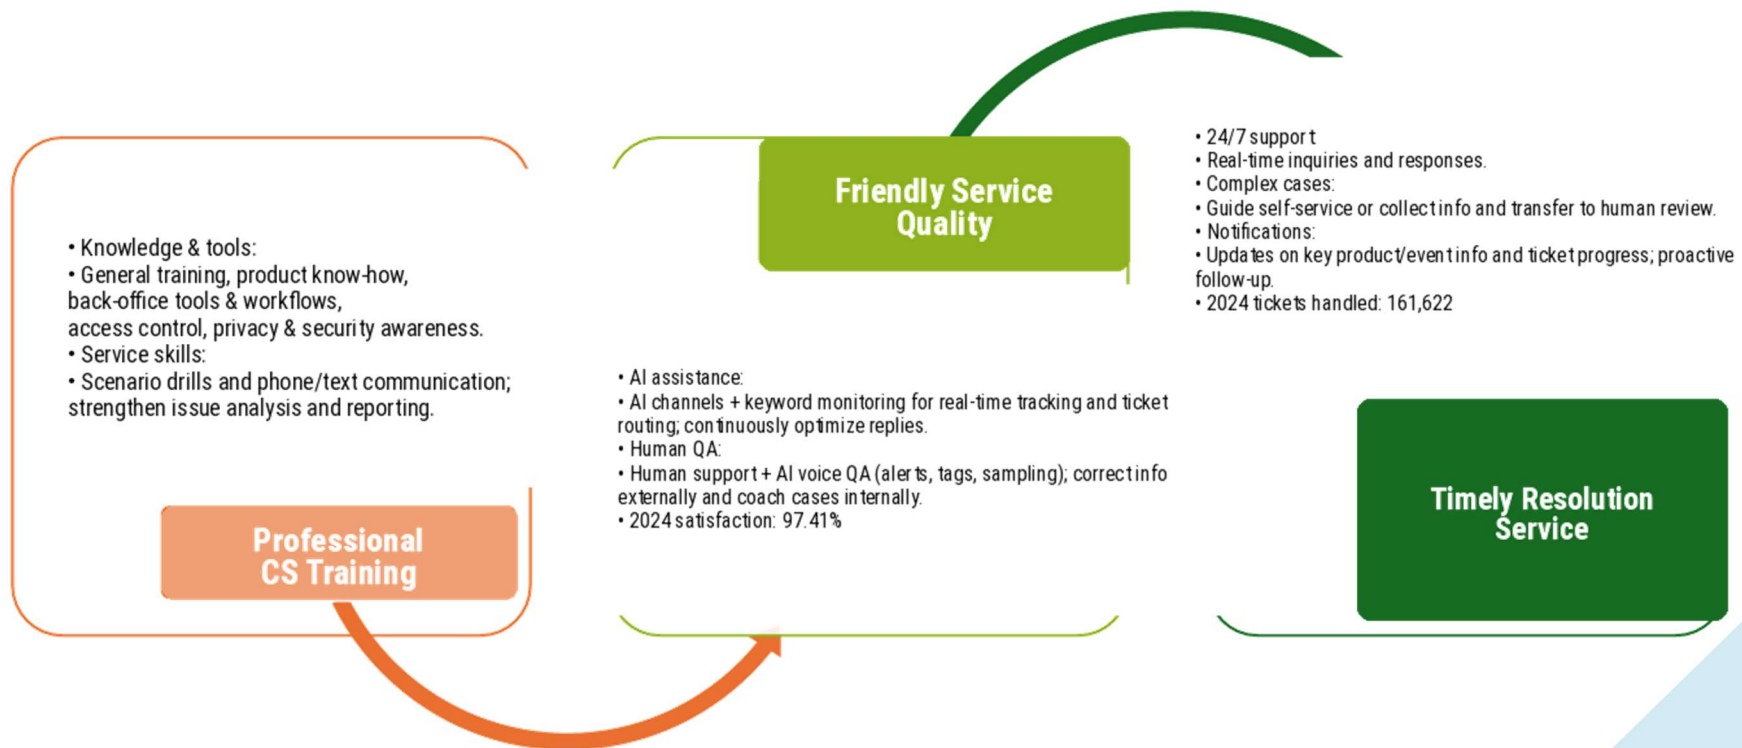 • Knowledge & tools:
• General training, product know-how,
back-office tools & workflows,
access control, privacy & security awareness.
• Service skills:
• Scenario drills and phone/text communication;
strengthen issue analysis and reporting.
Professional
CS Training
Friendly Service
Quality
• AI assistance:
• AI channels + keyword monitoring for real-time tracking and ticket
routing; continuously optimize replies.
• Human QA:
• Human support + AI voice QA (alerts, tags, sampling); correct info
externally and coach cases internally.
• 2024 satisfaction: 97.41%
• 24/7 support
• Real-time inquiries and responses.
• Complex cases:
• Guide self-service or collect info and transfer to human review.
• Notifications:
• Updates on key product/event info and ticket progress; proactive
follow-up.
• 2024 tickets handled: 161,622
Timely Resolution
Service